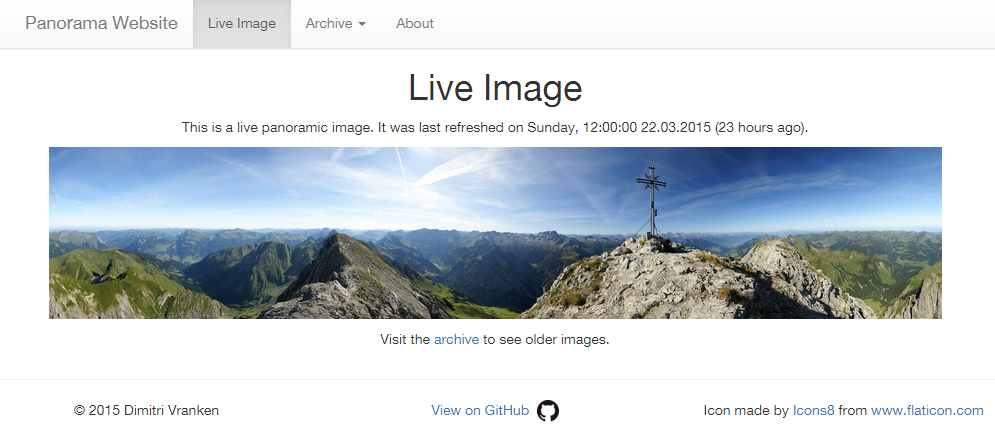 Panorama Website Live Image Archive About
Live Image
This is a live panoramic image. It was last refreshed on Sunday, 12:00:00 22.03.2015 (23 hours ago).
Visit the archive to see older images.
© 2015 Dimitri Vranken View on GitHub Icon made by Icons8 from www.flaticon.com